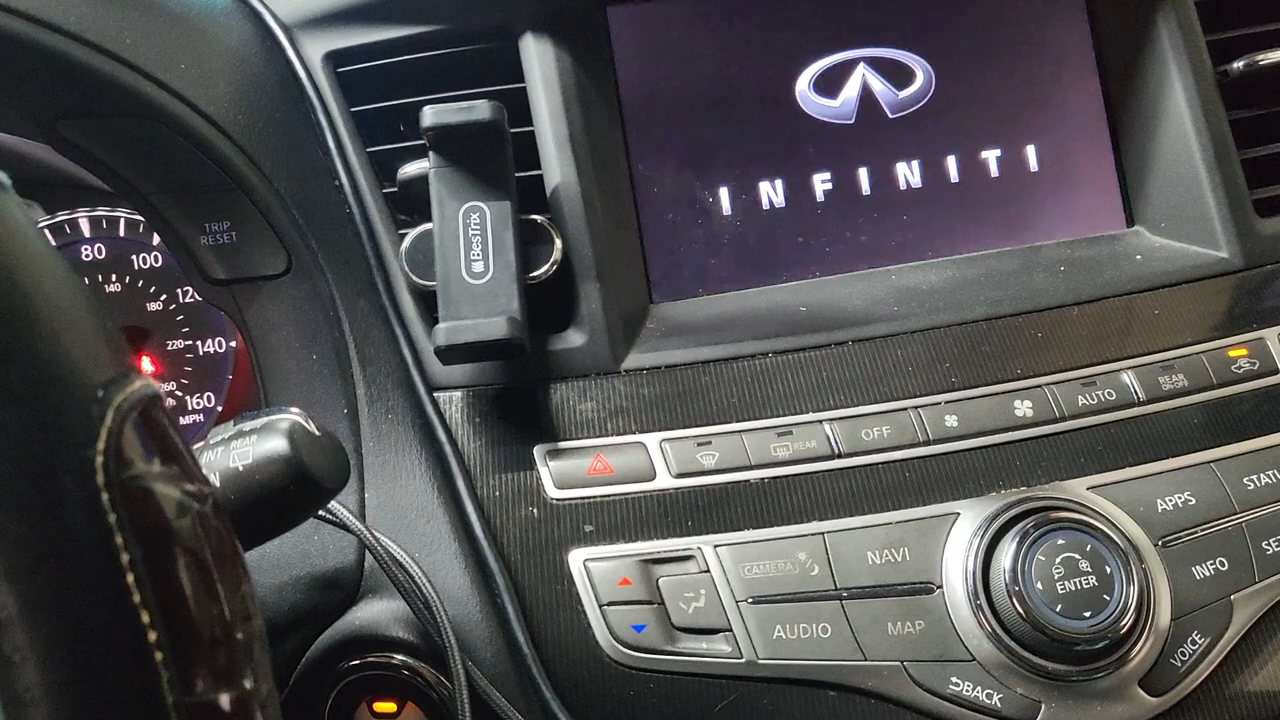 INFINITI
TRIP
RESET
BesTrix
80
100
120
140
160
MPH
140
180
220
260
INT
REAR
REAR
OFF
AUTO
REAR
ON•OFF
CAMERA
NAVI
AUDIO
MAP
ENTER
APPS
INFO
VOICE
BACK